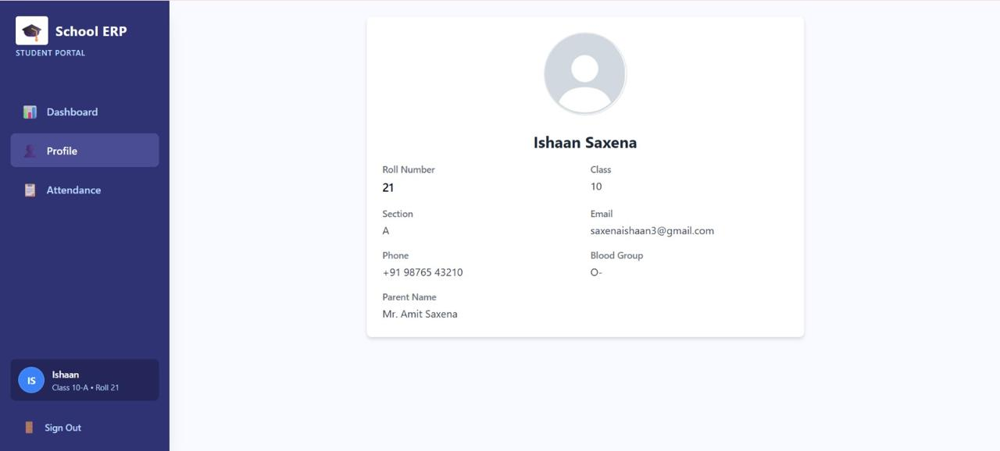 School ERP
STUDENT PORTAL
Dashboard
Profile
Attendance
IS
Ishaan
Class 10-A • Roll 21
Sign Out
Ishaan Saxena
Roll Number
21
Class
10
Section
A
Email
saxenaishaan3@gmail.com
Phone
+91 98765 43210
Blood Group
O-
Parent Name
Mr. Amit Saxena